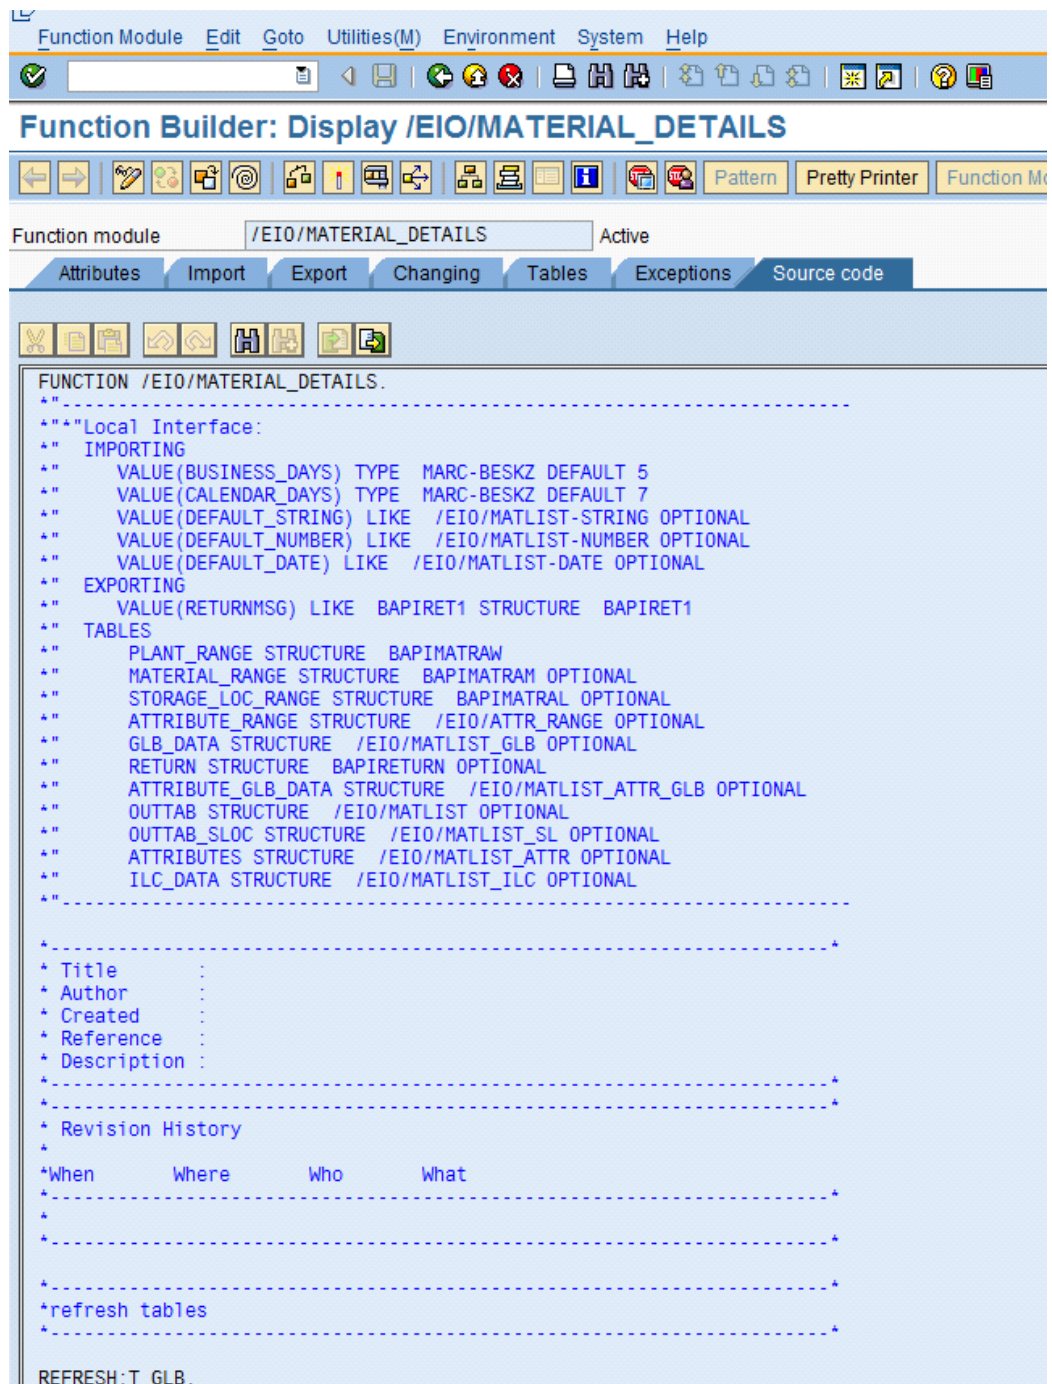 Function Module Edit Goto Utilities(M) Environment System Help
Function Builder: Display /EIO/MATERIAL_DETAILS
Pattern Pretty Printer Function Mo
Function module /EIO/MATERIAL_DETAILS Active
Attributes Import Export Changing Tables Exceptions Source code
FUNCTION /EIO/MATERIAL_DETAILS.
*"----------------------------------------------------------------------
*"*"Local Interface:
*"  IMPORTING
*"     VALUE(BUSINESS_DAYS) TYPE  MARC-BESKZ DEFAULT 5
*"     VALUE(CALENDAR_DAYS) TYPE  MARC-BESKZ DEFAULT 7
*"     VALUE(DEFAULT_STRING) LIKE  /EIO/MATLIST-STRING OPTIONAL
*"     VALUE(DEFAULT_NUMBER) LIKE  /EIO/MATLIST-NUMBER OPTIONAL
*"     VALUE(DEFAULT_DATE) LIKE  /EIO/MATLIST-DATE OPTIONAL
*"  EXPORTING
*"     VALUE(RETURNMSG) LIKE  BAPIRET1 STRUCTURE  BAPIRET1
*"  TABLES
*"      PLANT_RANGE STRUCTURE  BAPIMATRAW
*"      MATERIAL_RANGE STRUCTURE  BAPIMATRAM OPTIONAL
*"      STORAGE_LOC_RANGE STRUCTURE  BAPIMATRAL OPTIONAL
*"      ATTRIBUTE_RANGE STRUCTURE  /EIO/ATTR_RANGE OPTIONAL
*"      GLB_DATA STRUCTURE  /EIO/MATLIST_GLB OPTIONAL
*"      RETURN STRUCTURE  BAPIRETURN OPTIONAL
*"      ATTRIBUTE_GLB_DATA STRUCTURE  /EIO/MATLIST_ATTR_GLB OPTIONAL
*"      OUTTAB STRUCTURE  /EIO/MATLIST OPTIONAL
*"      OUTTAB_SLOC STRUCTURE  /EIO/MATLIST_SL OPTIONAL
*"      ATTRIBUTES STRUCTURE  /EIO/MATLIST_ATTR OPTIONAL
*"      ILC_DATA STRUCTURE  /EIO/MATLIST_ILC OPTIONAL
*"----------------------------------------------------------------------
*---------------------------------------------------------------------*
* Title       :
* Author      :
* Created     :
* Reference   :
* Description :
*---------------------------------------------------------------------*
*---------------------------------------------------------------------*
* Revision History
*
*When       Where       Who       What
*---------------------------------------------------------------------*
*
*---------------------------------------------------------------------*
*---------------------------------------------------------------------*
*refresh tables
*---------------------------------------------------------------------*
REFRESH:T_GLB.